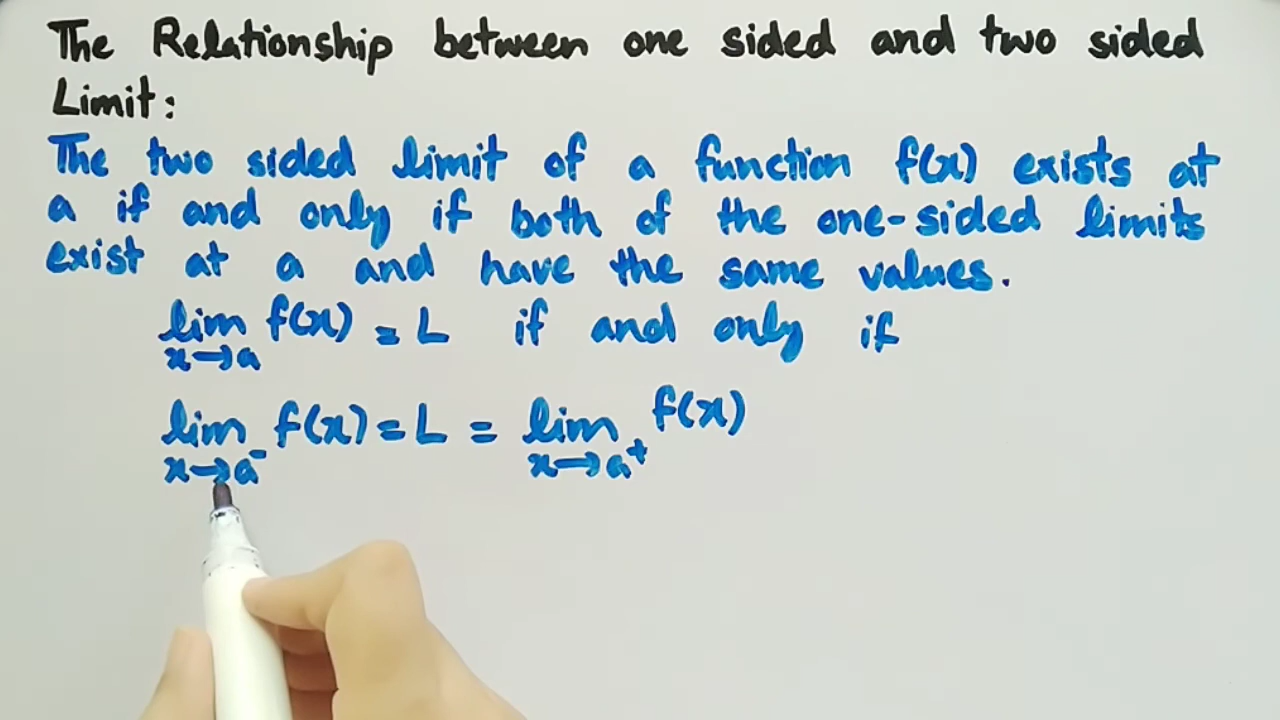 The Relationship between one sided and two sided
Limit:
The two sided limit of a function f(x) exists at
a if and only if both of the one-sided limits
exist at a and have the same values.
lim f(x) = L if and only if
x→a
lim f(x) = L = lim f(x)
x→a⁻ x→a⁺